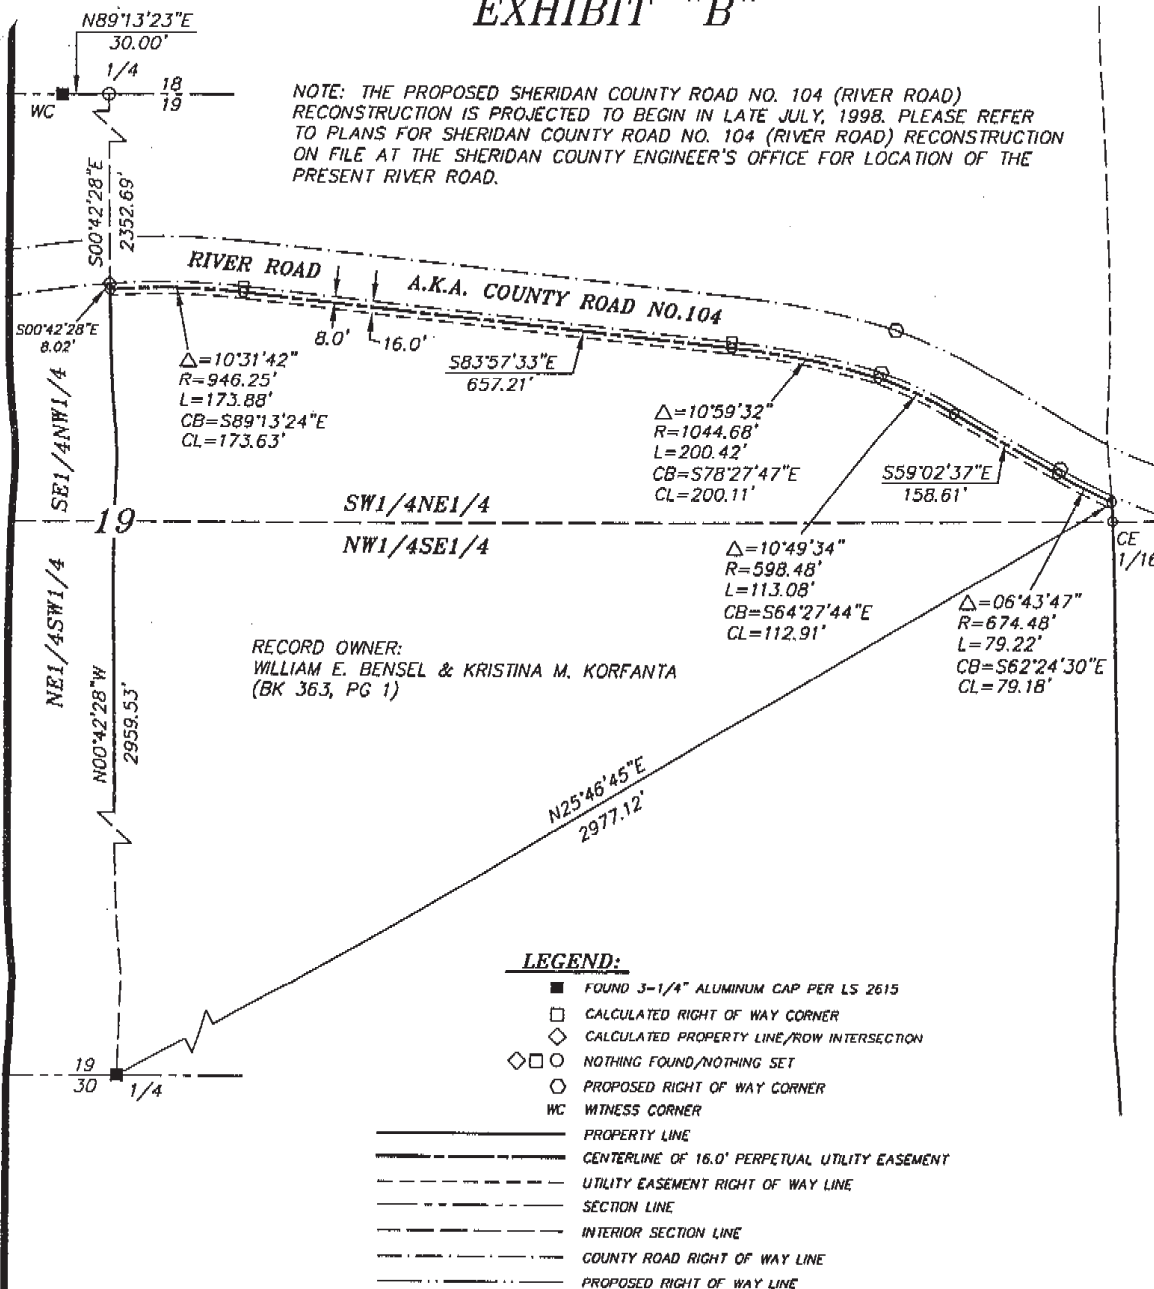 EXHIBIT "B"
N89°13'23"E
30.00'
1/4
18
19
WC
NOTE: THE PROPOSED SHERIDAN COUNTY ROAD NO. 104 (RIVER ROAD)
RECONSTRUCTION IS PROJECTED TO BEGIN IN LATE JULY, 1998. PLEASE REFER
TO PLANS FOR SHERIDAN COUNTY ROAD NO. 104 (RIVER ROAD) RECONSTRUCTION
ON FILE AT THE SHERIDAN COUNTY ENGINEER'S OFFICE FOR LOCATION OF THE
PRESENT RIVER ROAD.
S00°42'28"E
2352.69'
RIVER ROAD
A.K.A. COUNTY ROAD NO.104
S00°42'28"E
8.02'
8.0'
16.0'
△=10°31'42"
R=946.25'
L=173.88'
CB=S89°13'24"E
CL=173.63'
S83°57'33"E
657.21'
△=10°59'32"
R=1044.68'
L=200.42'
CB=S78°27'47"E
CL=200.11'
S59°02'37"E
158.61'
SE1/4NW1/4
SW1/4NE1/4
19
NW1/4SE1/4
NE1/4SW1/4
CE
1/16
△=10°49'34"
R=598.48'
L=113.08'
CB=S64°27'44"E
CL=112.91'
△=06°43'47"
R=674.48'
L=79.22'
CB=S62°24'30"E
CL=79.18'
RECORD OWNER:
WILLIAM E. BENSEL & KRISTINA M. KORFANTA
(BK 363, PG 1)
N00°42'28"W
2959.53'
N25°46'45"E
2977.12'
19
30
1/4
LEGEND:
FOUND 3-1/4" ALUMINUM CAP PER LS 2615
CALCULATED RIGHT OF WAY CORNER
CALCULATED PROPERTY LINE/ROW INTERSECTION
NOTHING FOUND/NOTHING SET
PROPOSED RIGHT OF WAY CORNER
WC WITNESS CORNER
PROPERTY LINE
CENTERLINE OF 16.0' PERPETUAL UTILITY EASEMENT
UTILITY EASEMENT RIGHT OF WAY LINE
SECTION LINE
INTERIOR SECTION LINE
COUNTY ROAD RIGHT OF WAY LINE
PROPOSED RIGHT OF WAY LINE